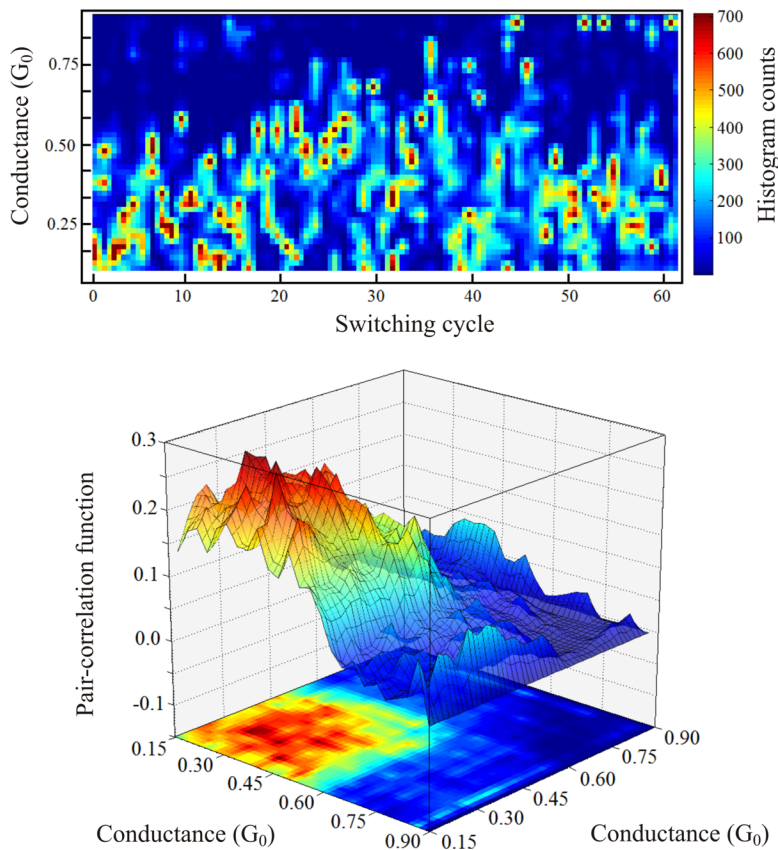 Conductance (G0)
0.75
0.50
0.25
0 10 20 30 40 50 60
Switching cycle
700
600
500
400
300
200
100
Histogram counts
Pair-correlation function
0.3
0.2
0.1
0.0
-0.1
0.15 0.30 0.45 0.60 0.75 0.90
Conductance (G0)
0.15 0.30 0.45 0.60 0.75 0.90
Conductance (G0)